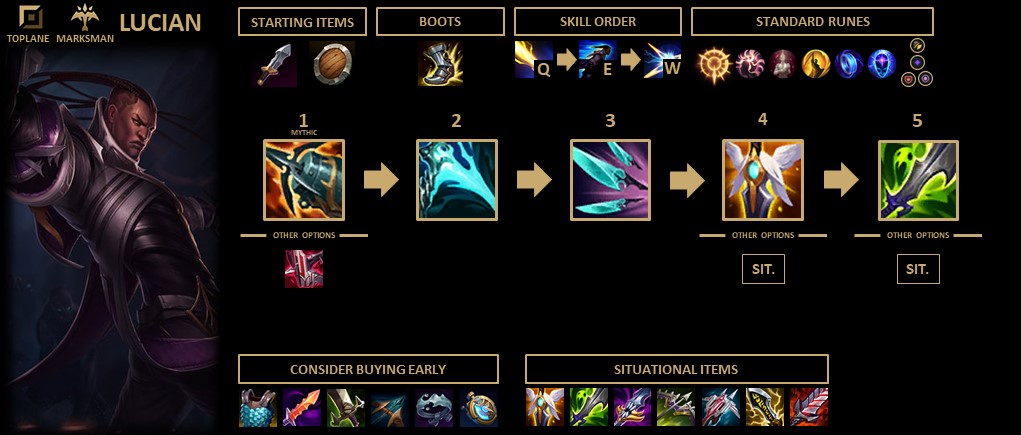 TOPLANE MARKSMAN LUCIAN
STARTING ITEMS
BOOTS
SKILL ORDER
STANDARD RUNES
Q E W
1 2 3 4 5
MYTHIC
OTHER OPTIONS
OTHER OPTIONS
OTHER OPTIONS
SIT.
SIT.
CONSIDER BUYING EARLY
SITUATIONAL ITEMS